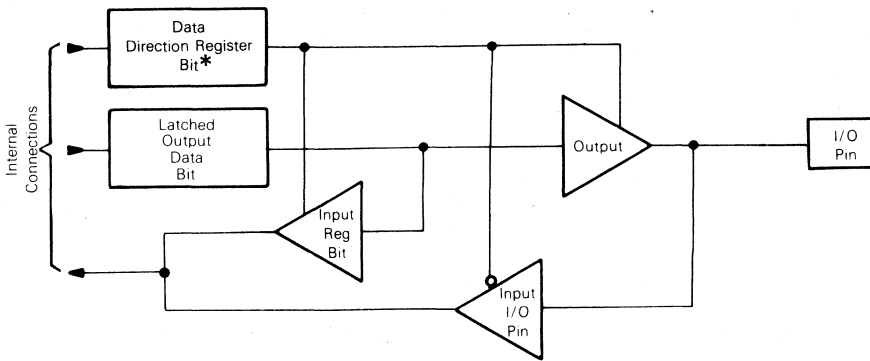 Data
Direction Register
Bit*
Latched
Output
Data
Bit
Internal
Connections
Output
I/O
Pin
Input
Reg
Bit
Input
I/O
Pin